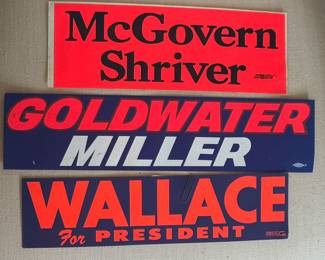 McGovern
Shriver
GOLDWATER
MILLER
WALLACE
For PRESIDENT